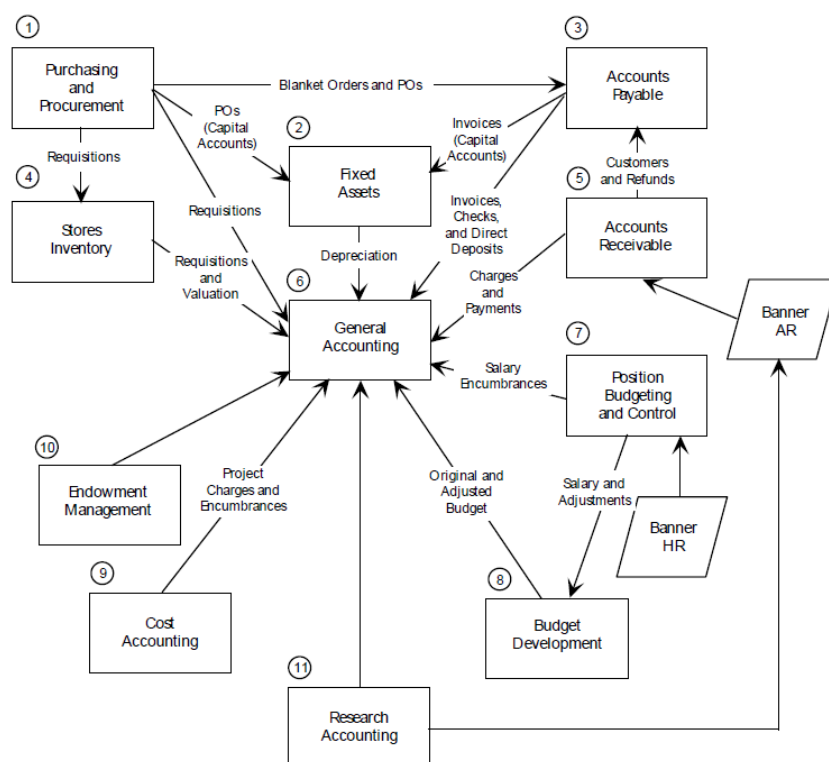 1
3
Purchasing
and
Procurement
Blanket Orders and POs
Accounts
Payable
POs
(Capital
Accounts)
2
Invoices
(Capital
Accounts)
Requisitions
Fixed
Assets
Customers
and Refunds
4
5
Stores
Inventory
Requisitions
Invoices,
Checks,
and Direct
Deposits
Accounts
Receivable
Requisitions
and
Valuation
Depreciation
6
Charges
and
Payments
General
Accounting
Banner
AR
7
Salary
Encumbrances
Position
Budgeting
and Control
10
Endowment
Management
Project
Charges and
Encumbrances
Original and
Adjusted
Budget
Salary and
Adjustments
Banner
HR
9
8
Cost
Accounting
Budget
Development
11
Research
Accounting